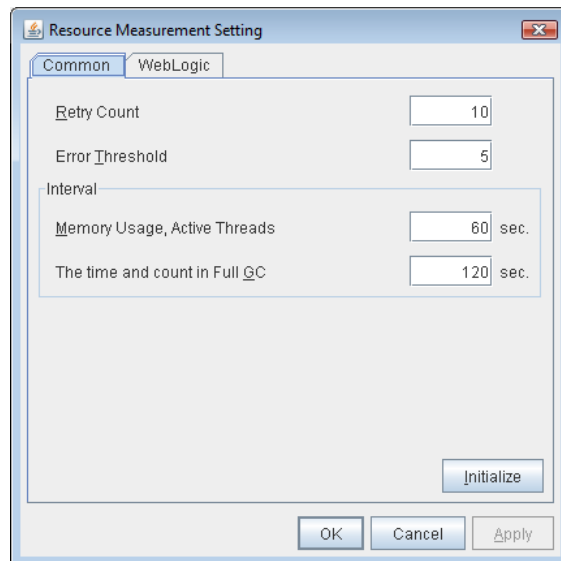 Resource Measurement Setting
Common WebLogic
Retry Count 10
Error Threshold 5
Interval
Memory Usage, Active Threads 60 sec.
The time and count in Full GC 120 sec.
Initialize
OK Cancel Apply